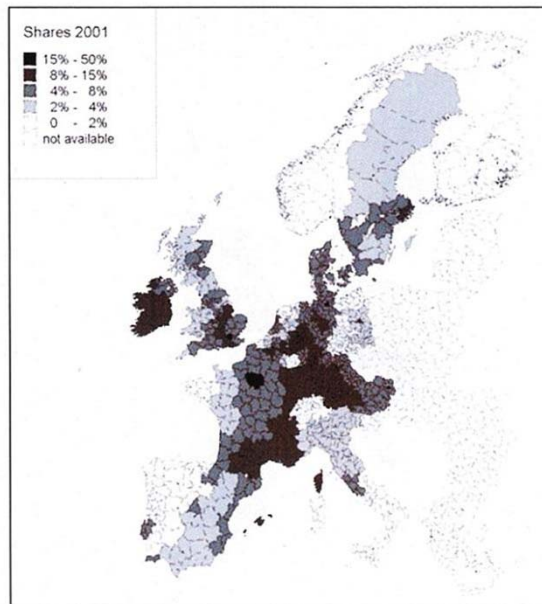 Shares 2001
15% - 50%
8% - 15%
4% - 8%
2% - 4%
0 - 2%
not available